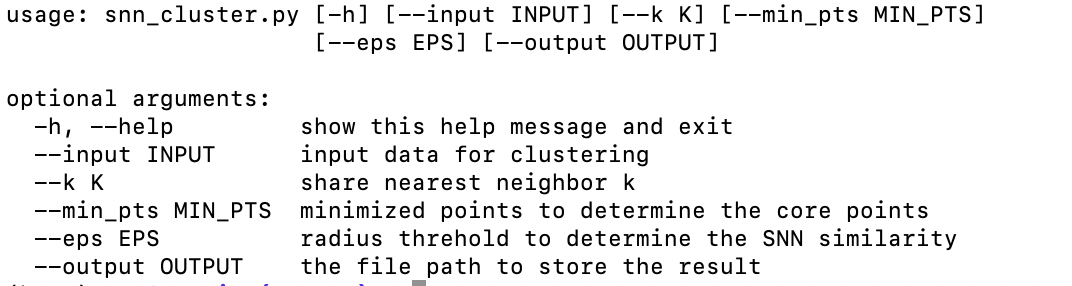 usage: snn_cluster.py [-h] [--input INPUT] [--k K] [--min_pts MIN_PTS]
[--eps EPS] [--output OUTPUT]
optional arguments:
-h, --help show this help message and exit
--input INPUT input data for clustering
--k K share nearest neighbor k
--min_pts MIN_PTS minimized points to determine the core points
--eps EPS radius threhold to determine the SNN similarity
--output OUTPUT the file path to store the result